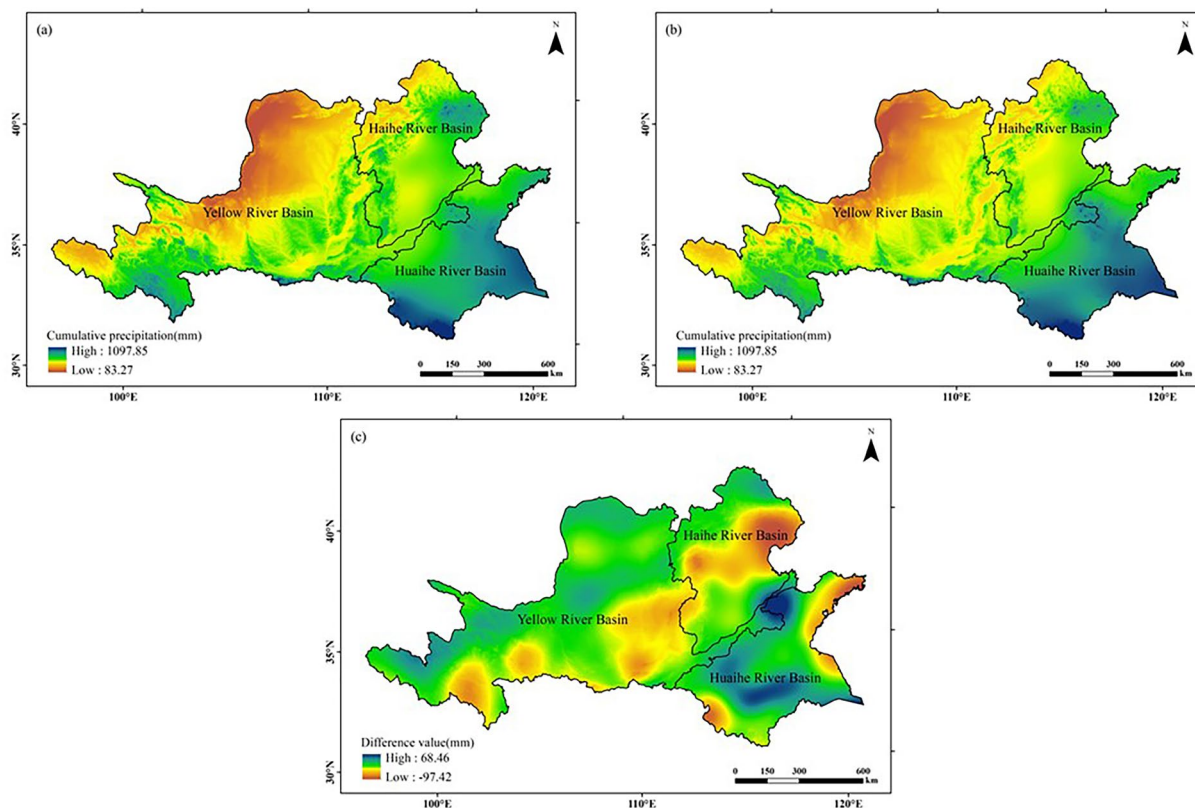 (a)
N
40°N
35°N
30°N
Haihe River Basin
Yellow River Basin
Huaihe River Basin
Cumulative precipitation(mm)
High : 1097.85
Low : 83.27
0 150 300 600
km
100°E 110°E 120°E
(b)
N
40°N
35°N
30°N
Haihe River Basin
Yellow River Basin
Huaihe River Basin
Cumulative precipitation(mm)
High : 1097.85
Low : 83.27
0 150 300 600
km
100°E 110°E 120°E
(c)
N
40°N
35°N
30°N
Haihe River Basin
Yellow River Basin
Huaihe River Basin
Difference value(mm)
High : 68.46
Low : -97.42
0 150 300 600
km
100°E 110°E 120°E